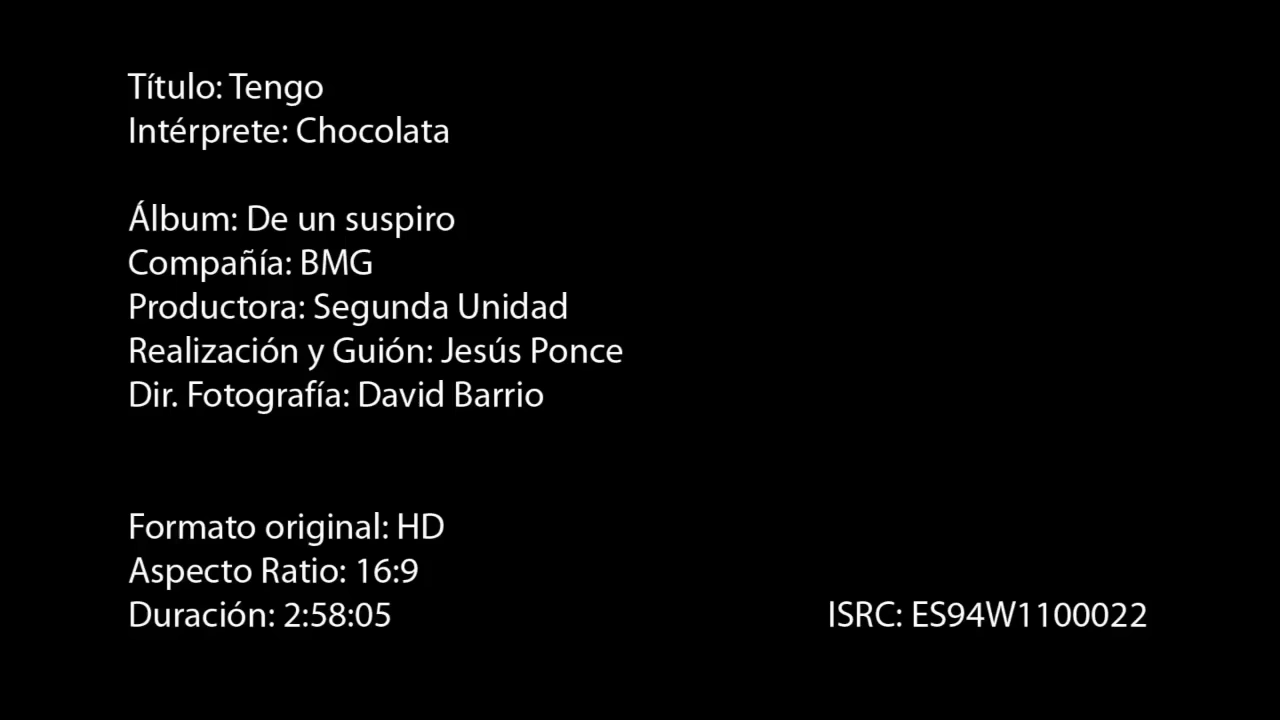 Título: Tengo
Intérprete: Chocolata
Álbum: De un suspiro
Compañía: BMG
Productora: Segunda Unidad
Realización y Guión: Jesús Ponce
Dir. Fotografía: David Barrio
Formato original: HD
Aspecto Ratio: 16:9
Duración: 2:58:05
ISRC: ES94W1100022